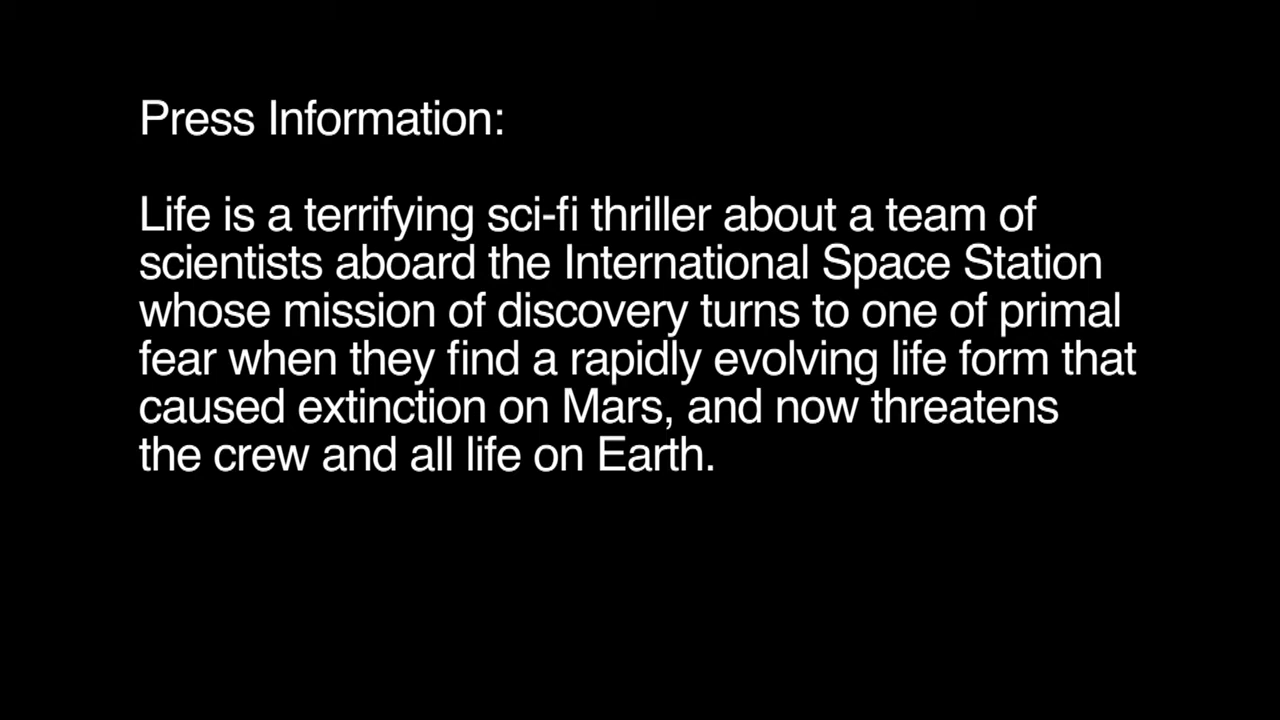 Press Information:
Life is a terrifying sci-fi thriller about a team of
scientists aboard the International Space Station
whose mission of discovery turns to one of primal
fear when they find a rapidly evolving life form that
caused extinction on Mars, and now threatens
the crew and all life on Earth.